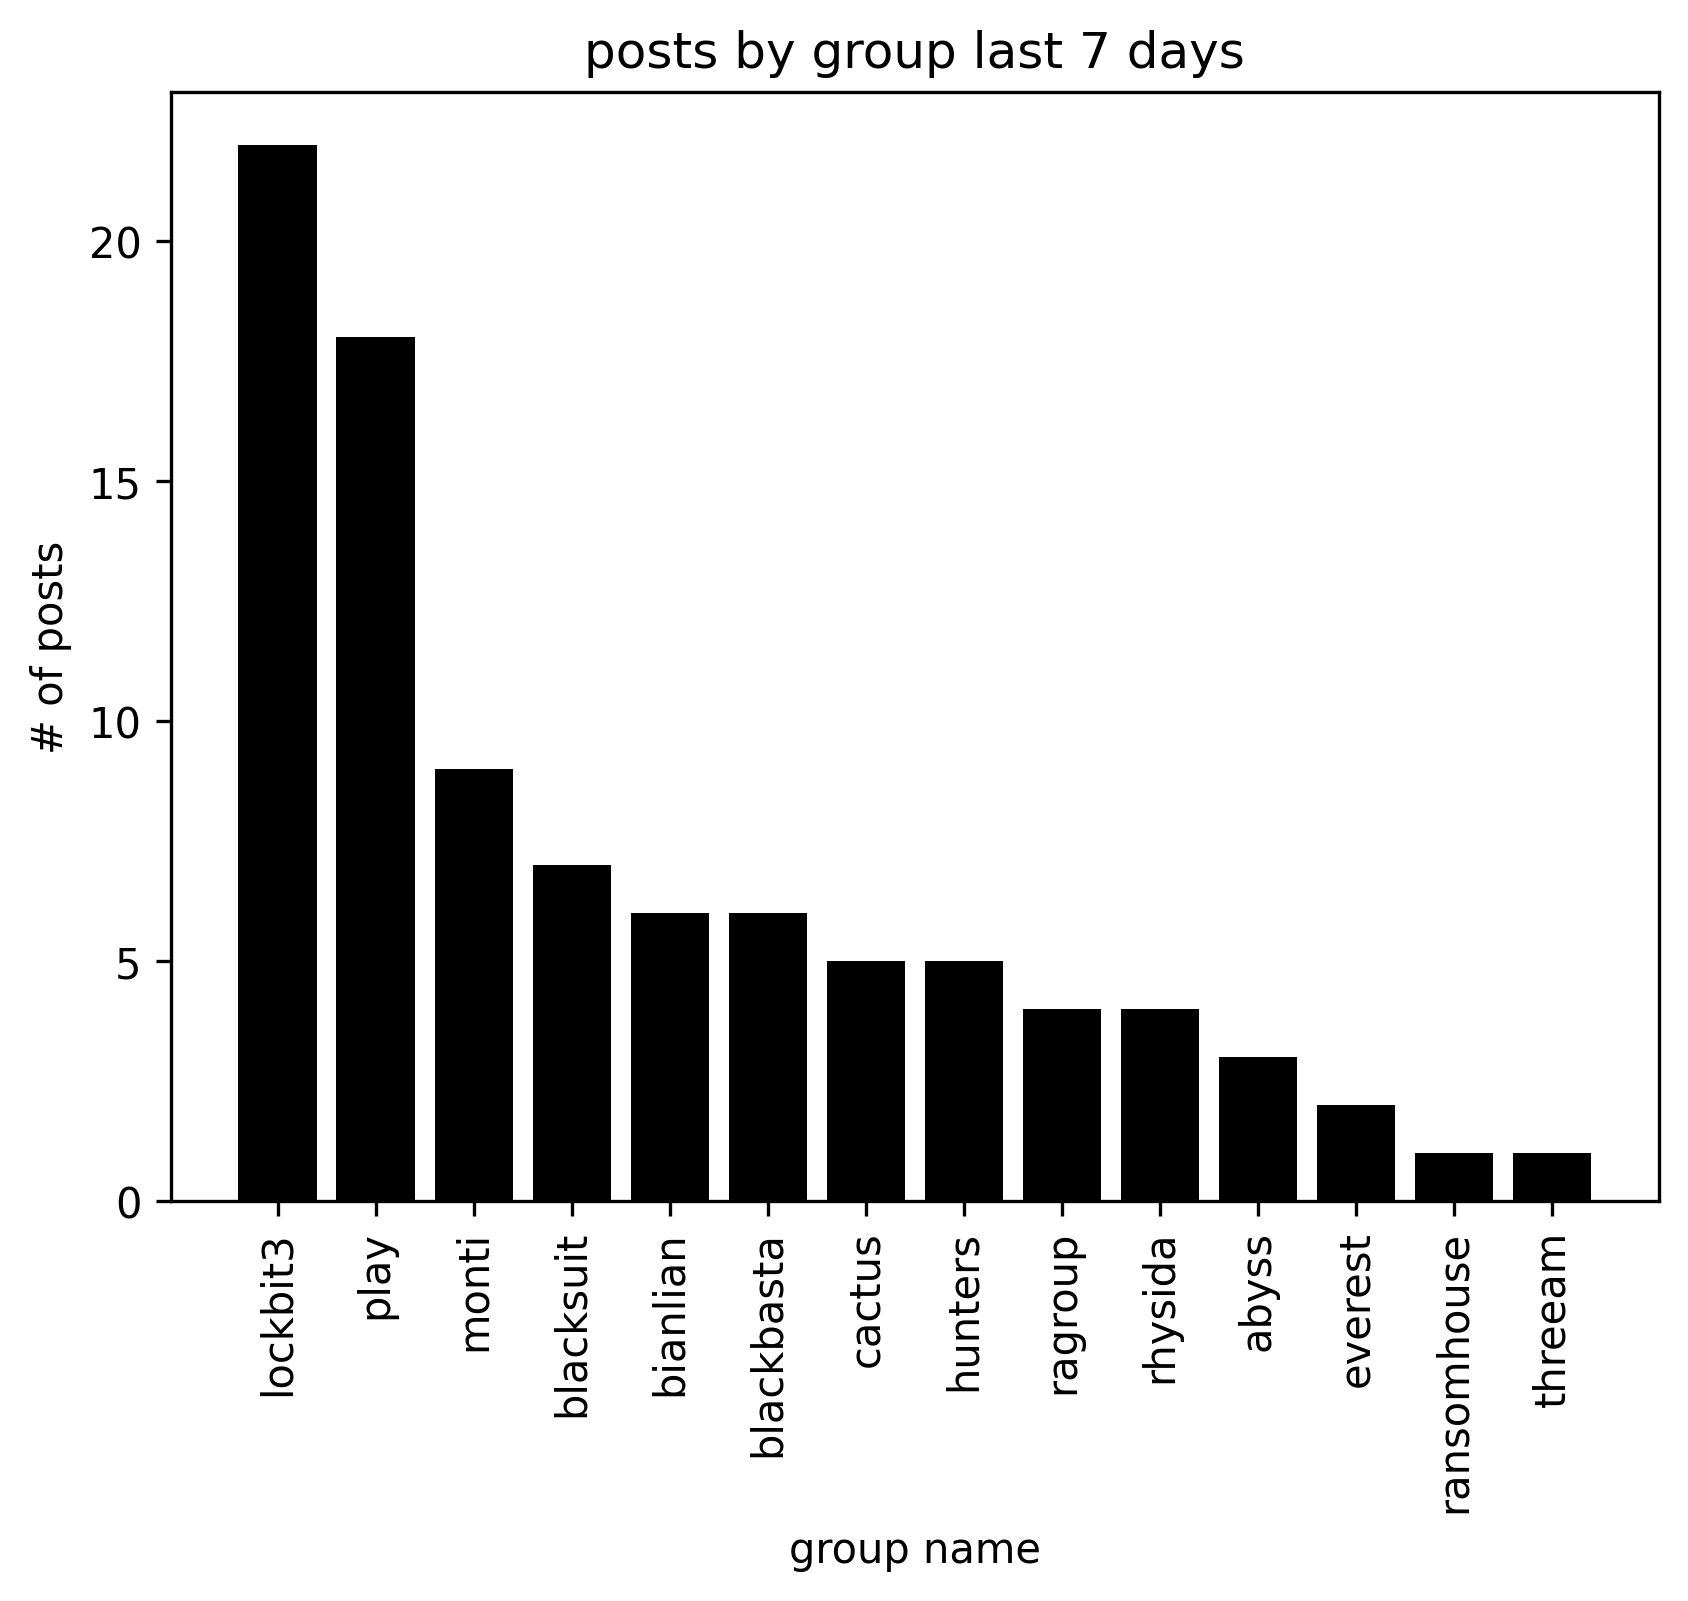 posts by group last 7 days
# of posts
20
15
10
5
0
lockbit3
play
monti
blacksuit
bianlian
blackbasta
cactus
hunters
ragroup
rhysida
abyss
everest
ransomhouse
threeam
group name